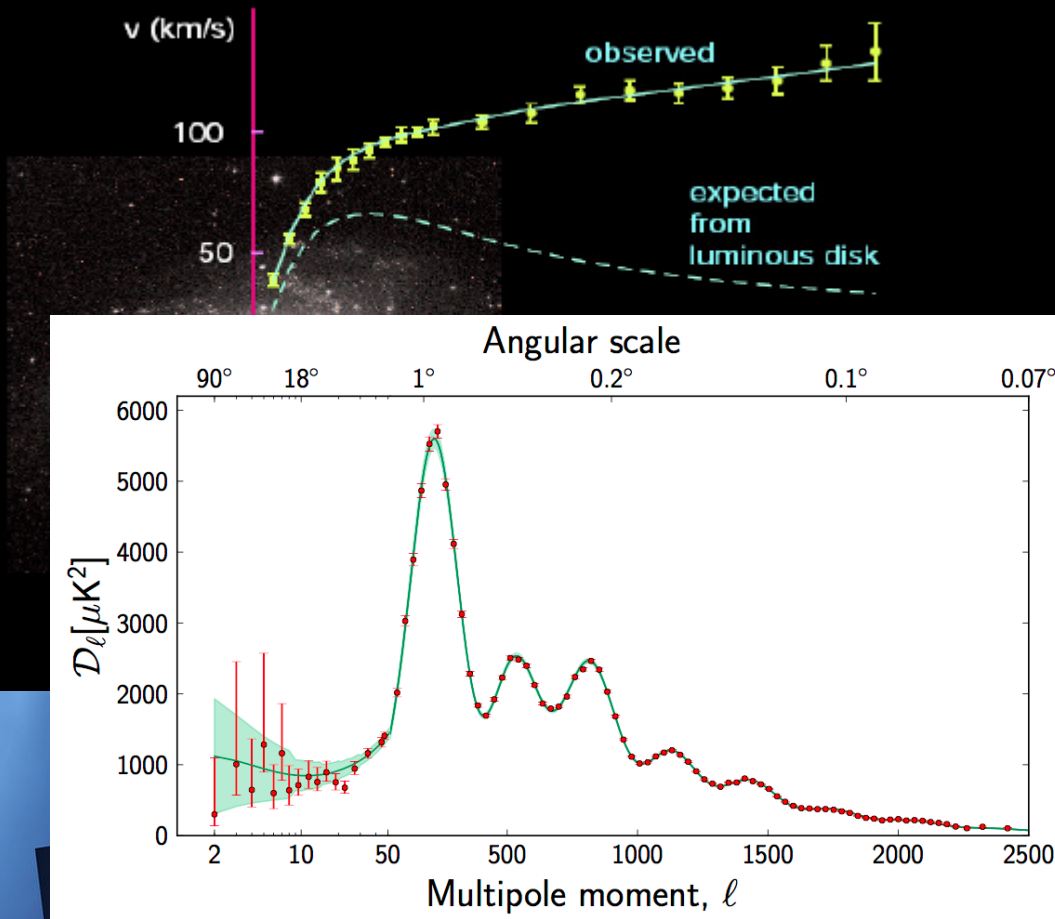 v (km/s)
observed
100
expected
from
luminous disk
50
Angular scale
90° 18° 1° 0.2° 0.1° 0.07°
6000
5000
4000
3000
2000
1000
0
𝒟ℓ[μK²]
2 10 50 500 1000 1500 2000 2500
Multipole moment, ℓ